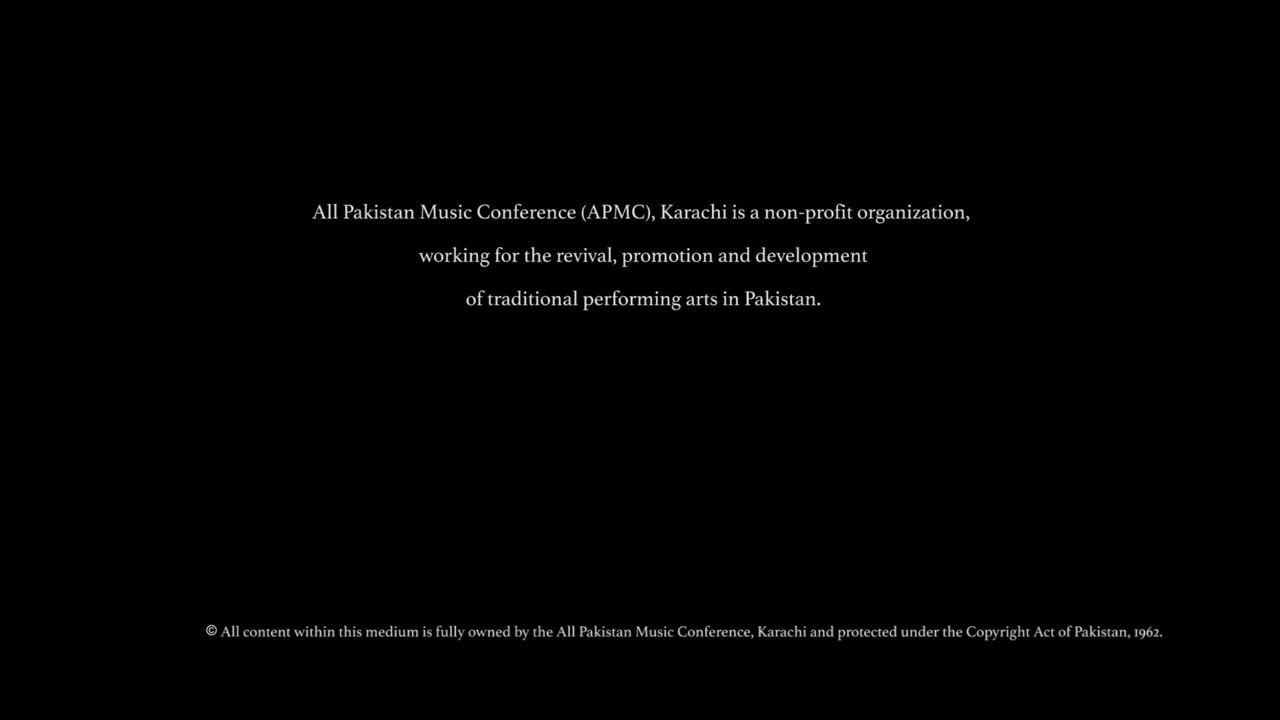 All Pakistan Music Conference (APMC), Karachi is a non-profit organization,
working for the revival, promotion and development
of traditional performing arts in Pakistan.
© All content within this medium is fully owned by the All Pakistan Music Conference, Karachi and protected under the Copyright Act of Pakistan, 1962.